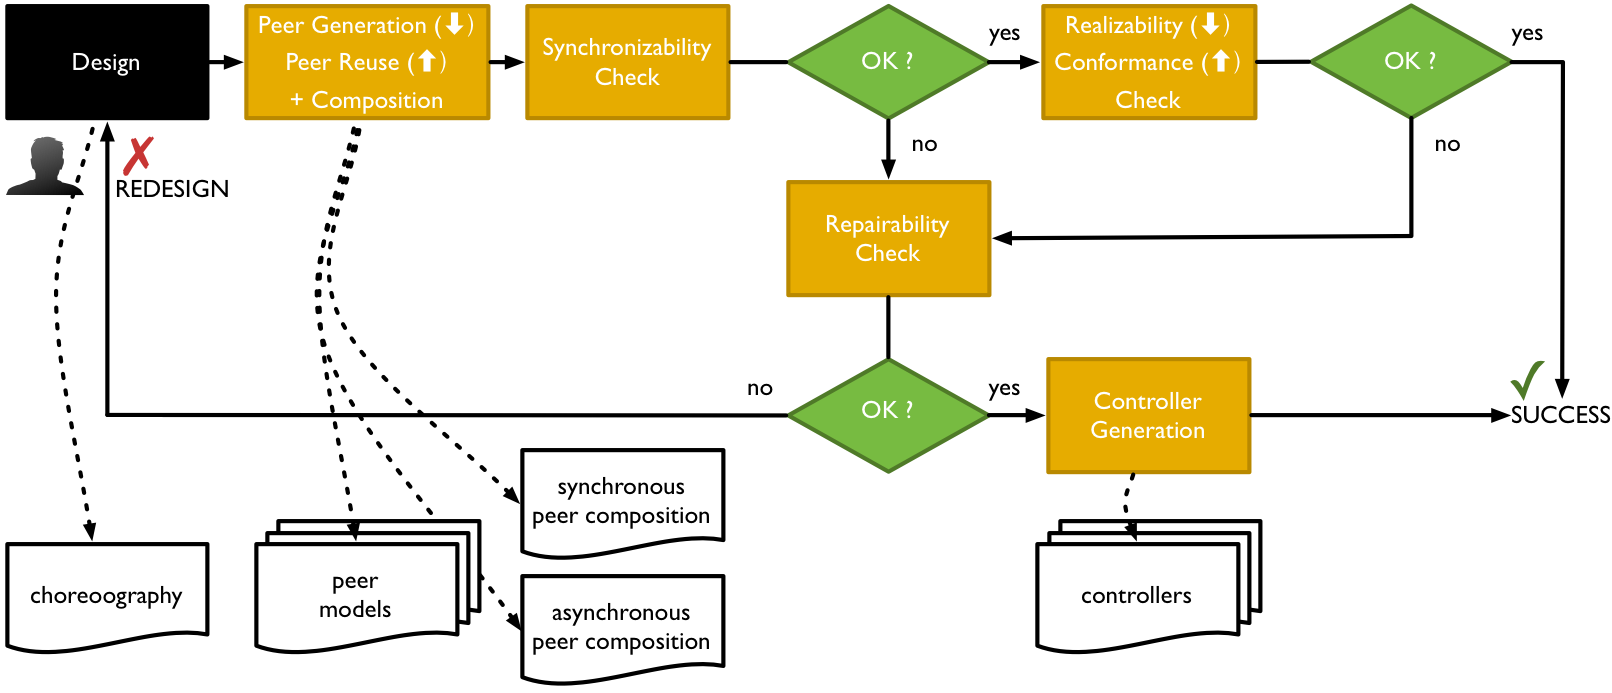 Design
Peer Generation (⬇)
Peer Reuse (⬆)
+ Composition
Synchronizability
Check
OK ?
yes
Realizability (⬇)
Conformance (⬆)
Check
OK ?
yes
no
no
✗
REDESIGN
Repairability
Check
no
OK ?
yes
Controller
Generation
✓
SUCCESS
synchronous
peer composition
choreoography
peer
models
asynchronous
peer composition
controllers